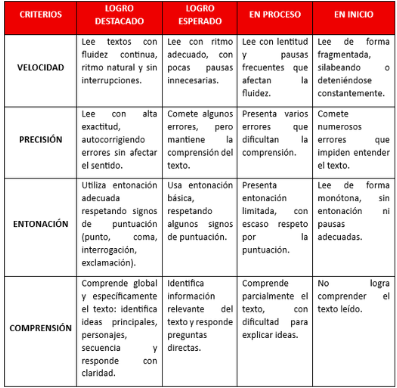 CRITERIOS
LOGRO
DESTACADO
LOGRO
ESPERADO
EN PROCESO
EN INICIO
VELOCIDAD
Lee textos con
fluidez continua,
ritmo natural y sin
interrupciones.
Lee con ritmo
adecuado, con
pocas pausas
innecesarias.
Lee con lentitud
y pausas
frecuentes que
afectan la
fluidez.
Lee de forma
fragmentada,
silabeando o
deteniéndose
constantemente.
PRECISIÓN
Lee con alta
exactitud,
autocorrigiendo
errores sin afectar
el sentido.
Comete algunos
errores, pero
mantiene la
comprensión del
texto.
Presenta varios
errores que
dificultan la
comprensión.
Comete
numerosos
errores que
impiden entender
el texto.
ENTONACIÓN
Utiliza entonación
adecuada
respetando signos
de puntuación
(punto, coma,
interrogación,
exclamación).
Usa entonación
básica,
respetando
algunos signos
de puntuación.
Presenta
entonación
limitada, con
escaso respeto
por la
puntuación.
Lee de forma
monótona, sin
entonación ni
pausas
adecuadas.
COMPRENSIÓN
Comprende global
y específicamente
el texto: identifica
ideas principales,
personajes,
secuencia y
responde con
claridad.
Identifica
información
relevante del
texto y responde
preguntas
directas.
Comprende
parcialmente el
texto, con
dificultad para
explicar ideas.
No logra
comprender el
texto leído.